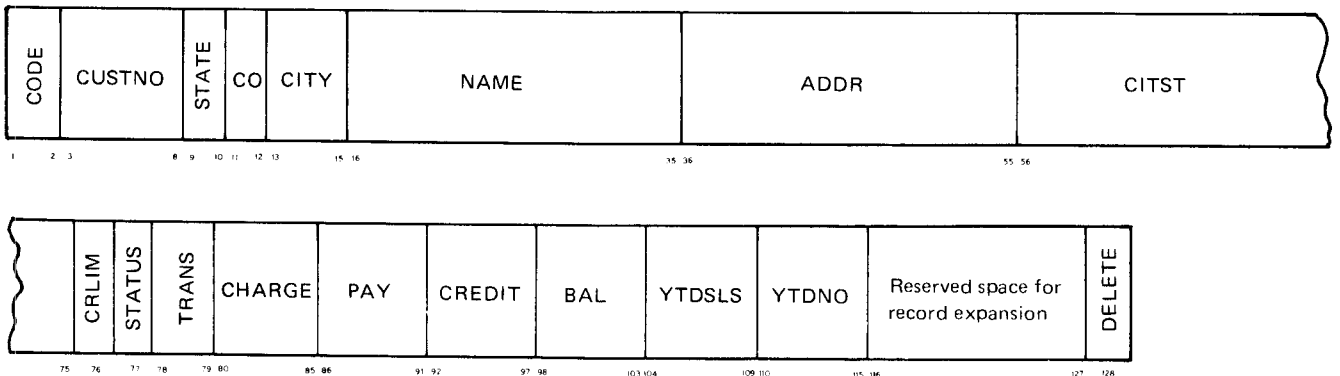 CODE CUSTNO STATE CO CITY NAME ADDR CITST
1 2 3 8 9 10 11 12 13 15 16 35 36 55 56
CRLIM STATUS TRANS CHARGE PAY CREDIT BAL YTDSLS YTDNO Reserved space for DELETE
record expansion
75 76 77 78 79 80 85 86 91 92 97 98 103 104 109 110 115 116 127 128